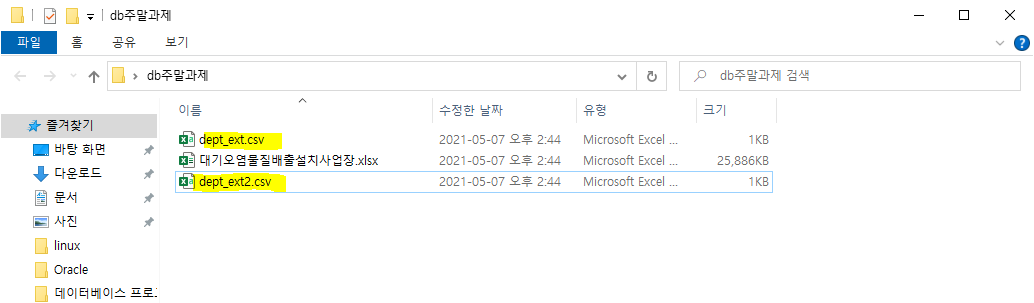 db주말과제
파일 홈 공유 보기
db주말과제 db주말과제 검색
이름 수정한 날짜 유형 크기
즐겨찾기
바탕 화면
다운로드
문서
사진
linux
Oracle
데이터베이스 프로그
dept_ext.csv 2021-05-07 오후 2:44 Microsoft Excel ... 1KB
대기오염물질배출설치사업장.xlsx 2021-05-07 오후 2:44 Microsoft Excel ... 25,886KB
dept_ext2.csv 2021-05-07 오후 2:44 Microsoft Excel ... 1KB